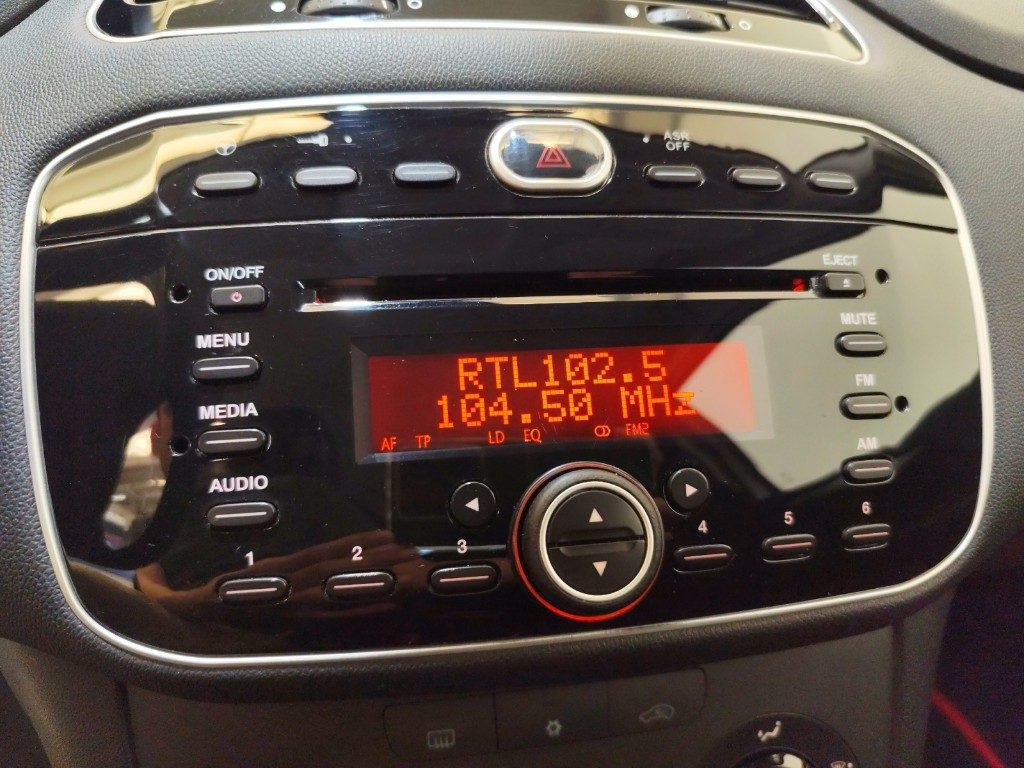 ASR
OFF
ON/OFF
EJECT
MENU
MUTE
RTL102.5
FM
104.50 MHz
MEDIA
AF TP LD EQ FM2
AM
AUDIO
1 2 3 4 5 6